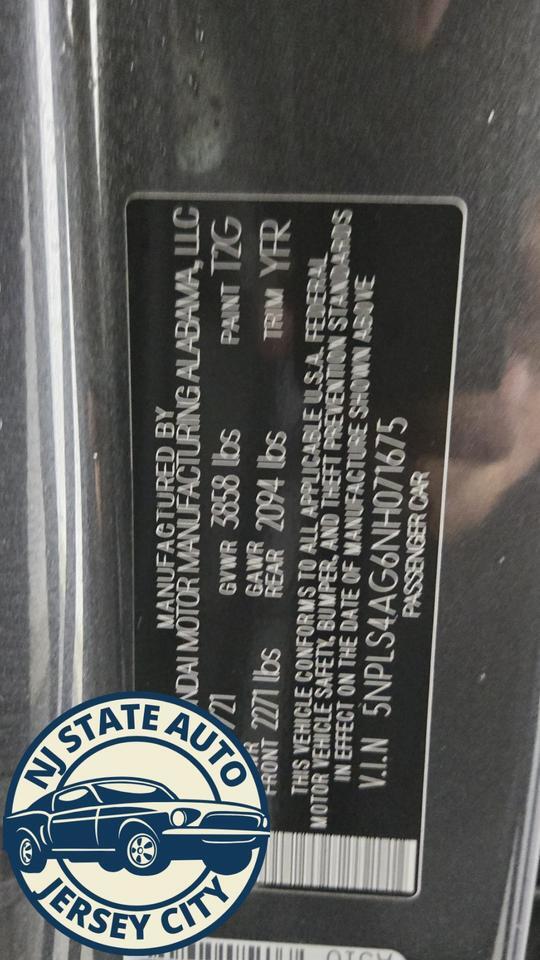 MANUFACTURED BY
NDAI MOTOR MANUFACTURING ALABAMA, LLC
/21 GVWR 3858 lbs PAINT T2G
FRONT 2271 lbs GAWR REAR 2094 lbs TRIM YFR
THIS VEHICLE CONFORMS TO ALL APPLICABLE U.S.A. FEDERAL
MOTOR VEHICLE SAFETY, BUMPER, AND THEFT PREVENTION STANDARDS
IN EFFECT ON THE DATE OF MANUFACTURE SHOWN ABOVE
V.I.N 5NPLS4AG6NH071675
PASSENGER CAR
NJ STATE AUTO
JERSEY CITY